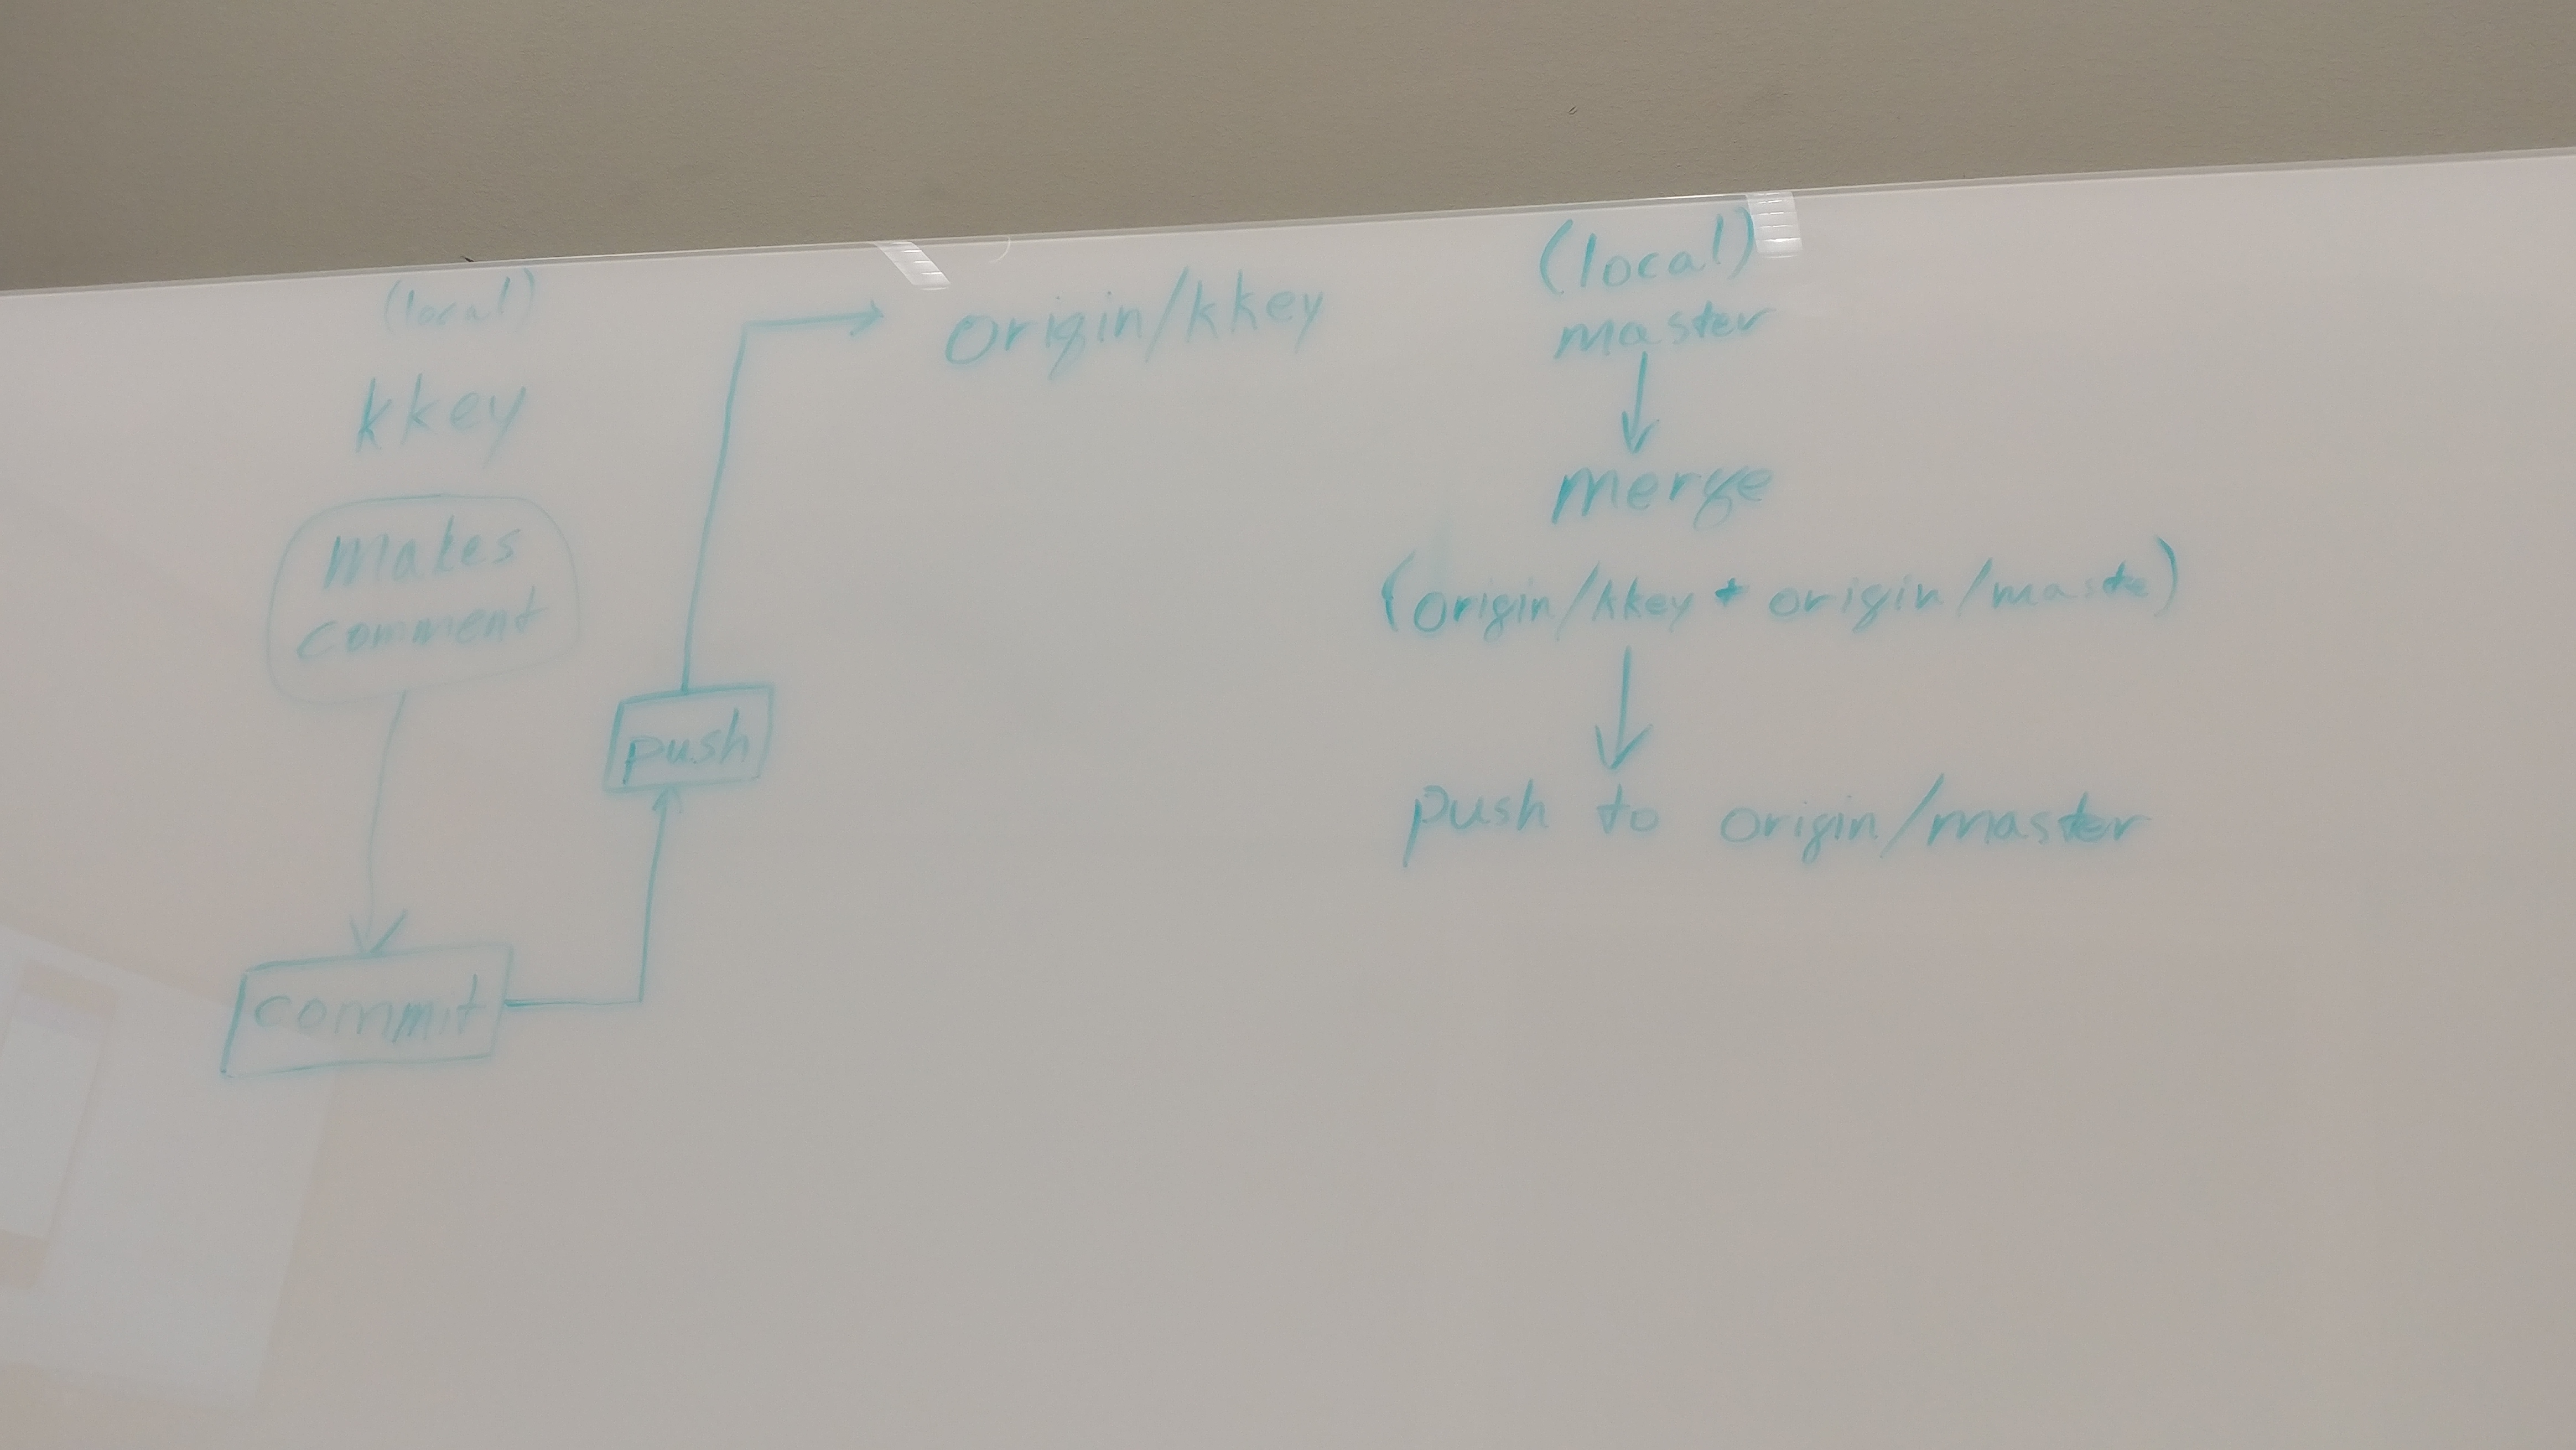 (local)
kkey
Makes
comment
commit
push
origin/kkey
(local)
master
merge
(origin/kkey + origin/maste)
push to origin/master